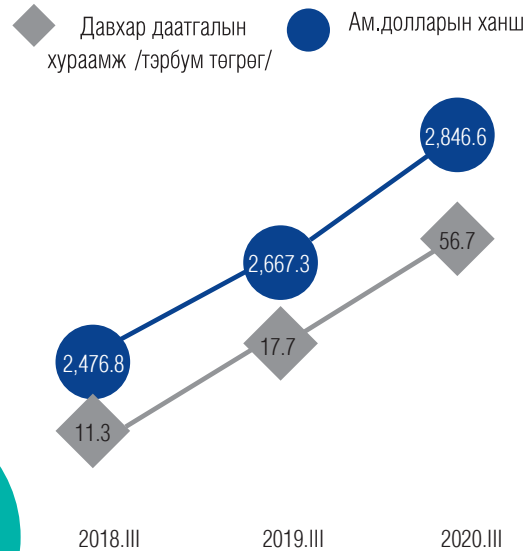 Давхар даатгалын
хураамж /тэрбум төгрөг/
Ам.долларын ханш
2,846.6
56.7
2,667.3
17.7
2,476.8
11.3
2018.III
2019.III
2020.III